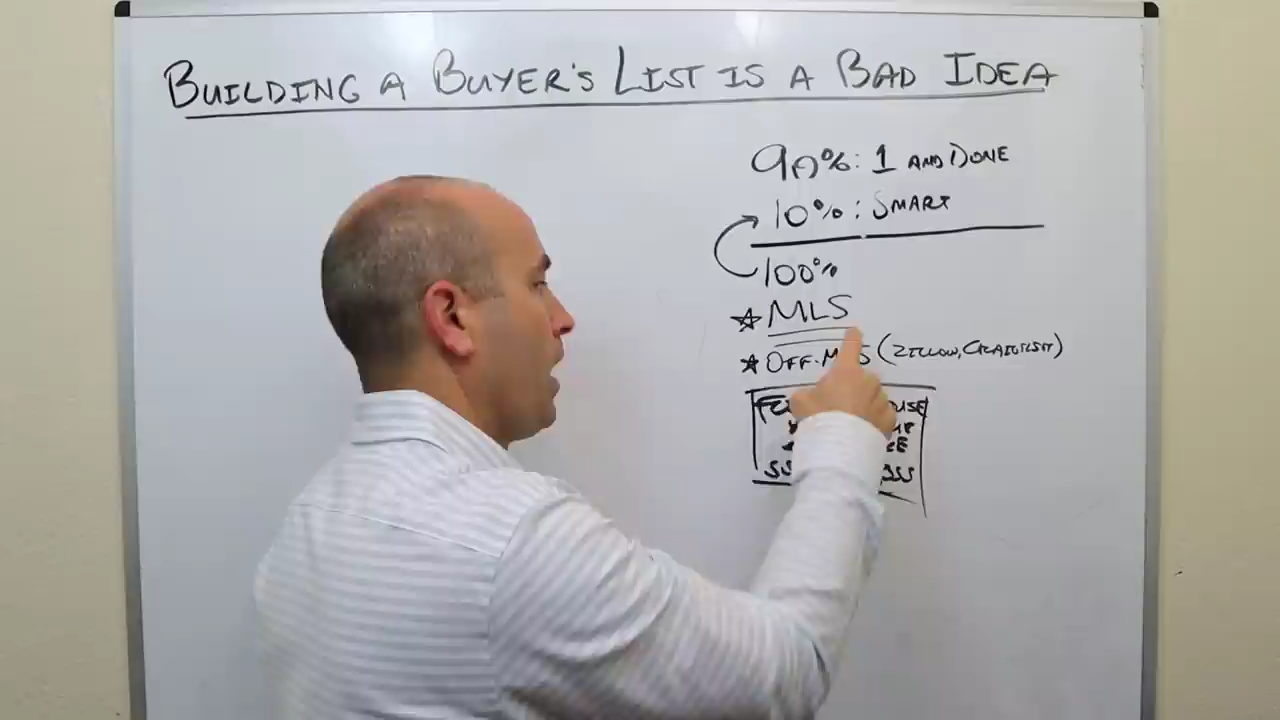 BUILDING A BUYER'S LIST IS A BAD IDEA
90%: 1 AND DONE
10%: SMART
100%
MLS
OFF-MLS (ZILLOW, CRAIGSLIST)
$$